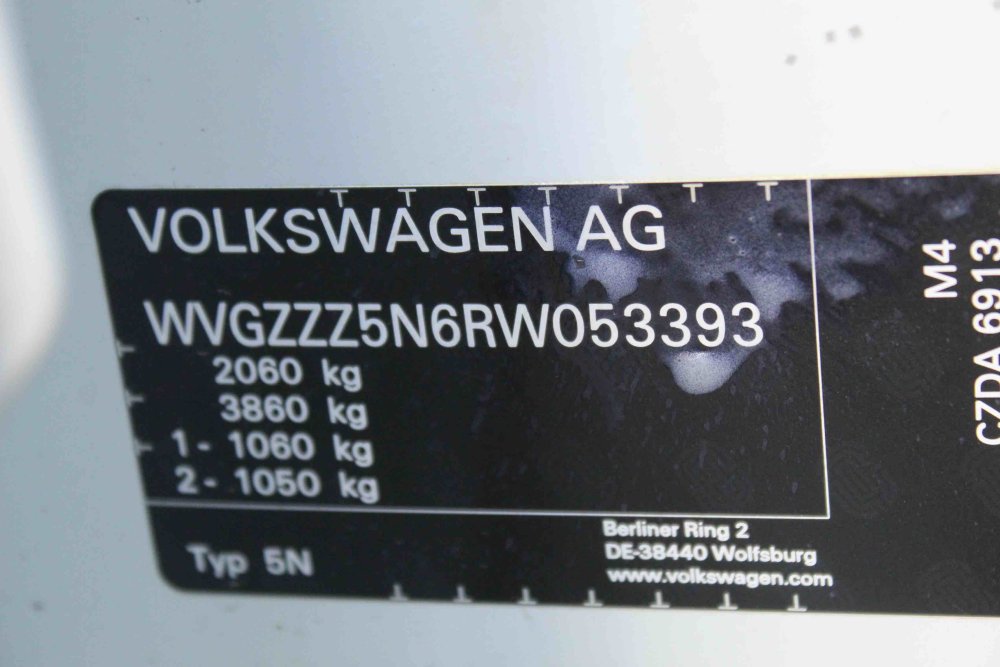 VOLKSWAGEN AG
WVGZZZ5N6RW053393
2060 kg
3860 kg
1- 1060 kg
2- 1050 kg
Typ 5N
Berliner Ring 2
DE-38440 Wolfsburg
www.volkswagen.com
M4
CZDA 6913